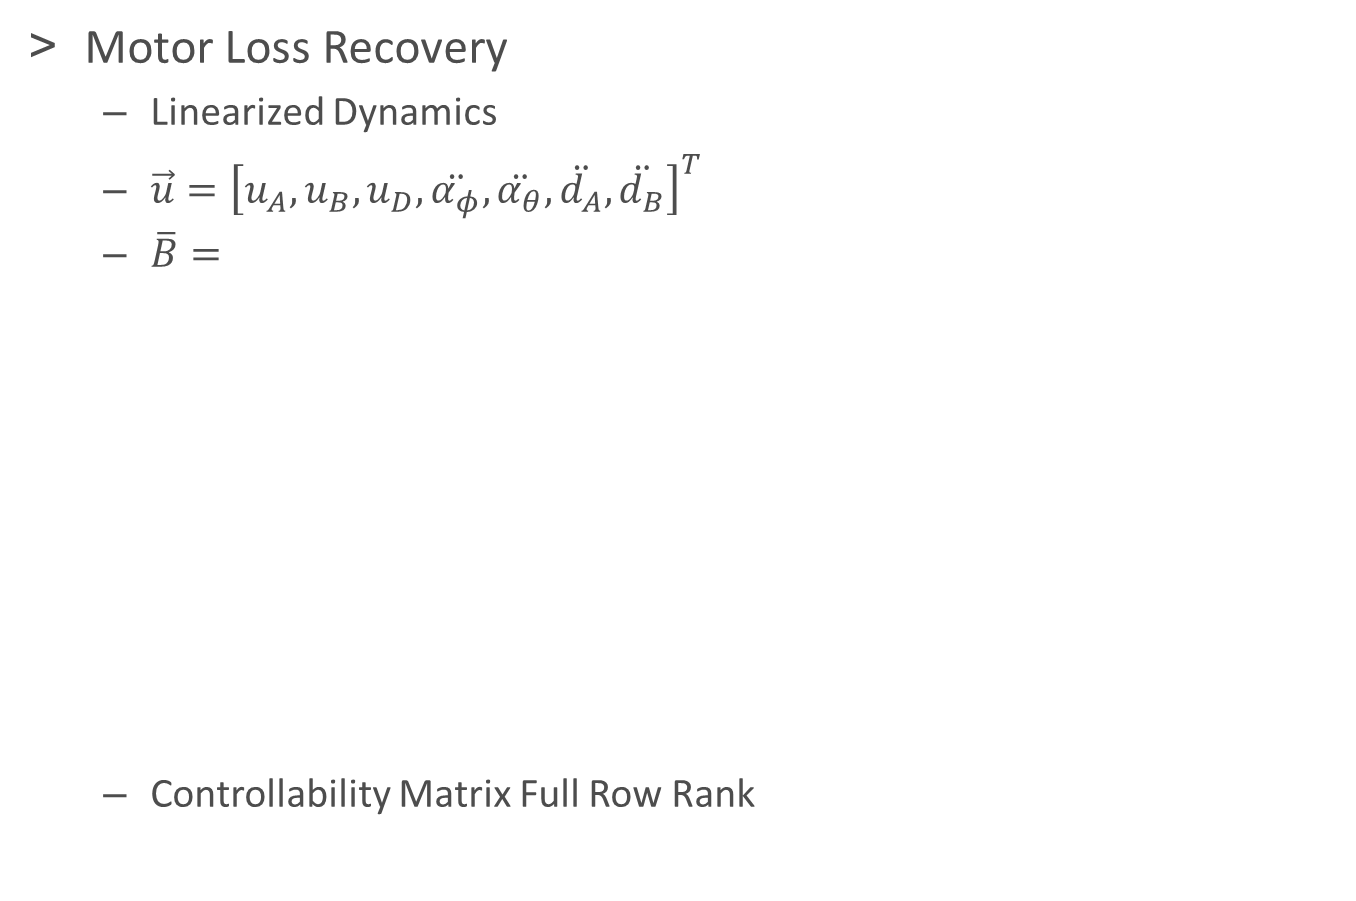 > Motor Loss Recovery
– Linearized Dynamics
– u⃗ = [u_A, u_B, u_D, α̈_ϕ, α̈_θ, d̈_A, d̈_B]^T
– B̅ =
– Controllability Matrix Full Row Rank